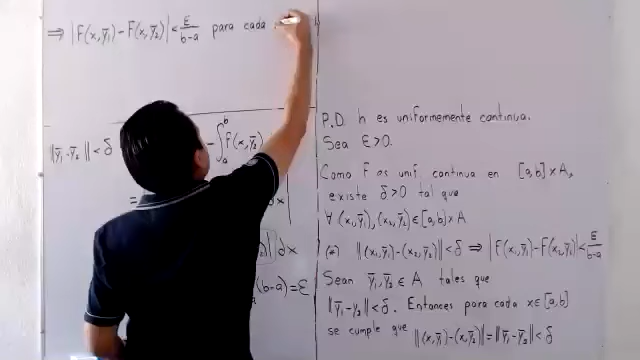 ⇒ |F(x,ȳ₁) - F(x,ȳ₂)| < ε/(b-a) para cada
‖ȳ₁-ȳ₂‖ < δ
- ∫ₐᵇ F(x,ȳ₂)
=
dx|
|dx
(b-a) = ε
P.D. h es uniformemente continua.
Sea ε>0.
Como F es unif. continua en [a,b]×A,
existe δ>0 tal que
∀ (x₁,ȳ₁),(x₂,ȳ₂) ∈ [a,b]×A
(*) ‖(x₁,ȳ₁)-(x₂,ȳ₂)‖ < δ ⇒ |F(x₁,ȳ₁)-F(x₂,ȳ₂)| < ε/(b-a)
Sean ȳ₁,ȳ₂ ∈ A tales que
‖ȳ₁-ȳ₂‖ < δ. Entonces para cada x∈[a,b]
se cumple que ‖(x,ȳ₁)-(x,ȳ₂)‖ = ‖ȳ₁-ȳ₂‖ < δ